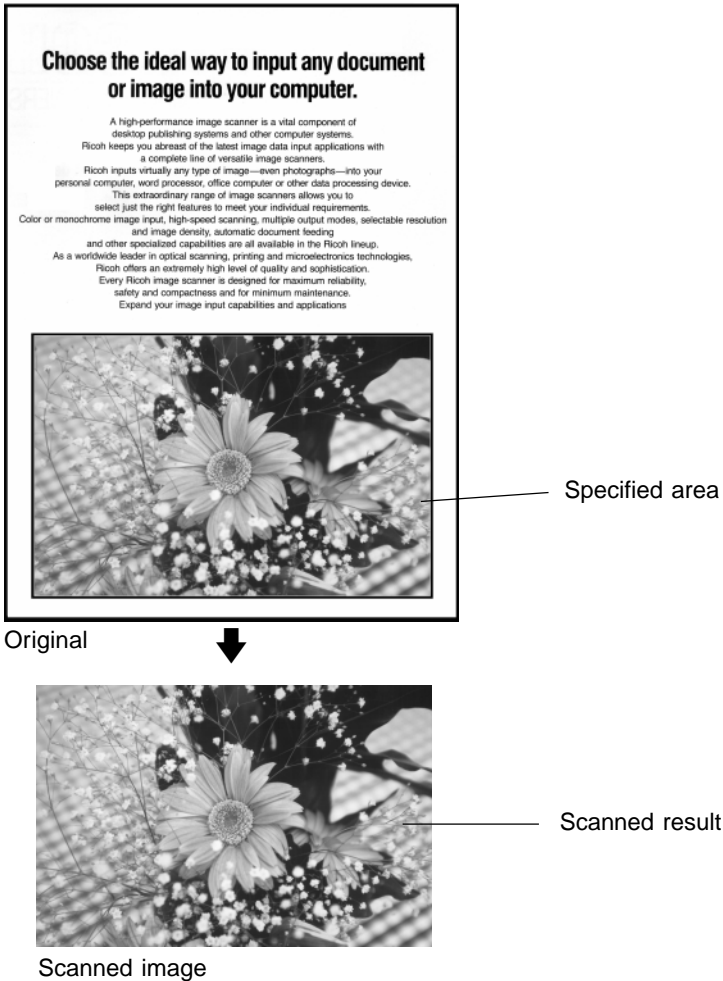 Choose the ideal way to input any document
or image into your computer.
A high-performance image scanner is a vital component of
desktop publishing systems and other computer systems.
Ricoh keeps you abreast of the latest image data input applications with
a complete line of versatile image scanners.
Ricoh inputs virtually any type of image—even photographs—into your
personal computer, word processor, office computer or other data processing device.
This extraordinary range of image scanners allows you to
select just the right features to meet your individual requirements.
Color or monochrome image input, high-speed scanning, multiple output modes, selectable resolution
and image density, automatic document feeding
and other specialized capabilities are all available in the Ricoh lineup.
As a worldwide leader in optical scanning, printing and microelectronics technologies,
Ricoh offers an extremely high level of quality and sophistication.
Every Ricoh image scanner is designed for maximum reliability,
safety and compactness and for minimum maintenance.
Expand your image input capabilities and applications
Specified area
Original
Scanned result
Scanned image